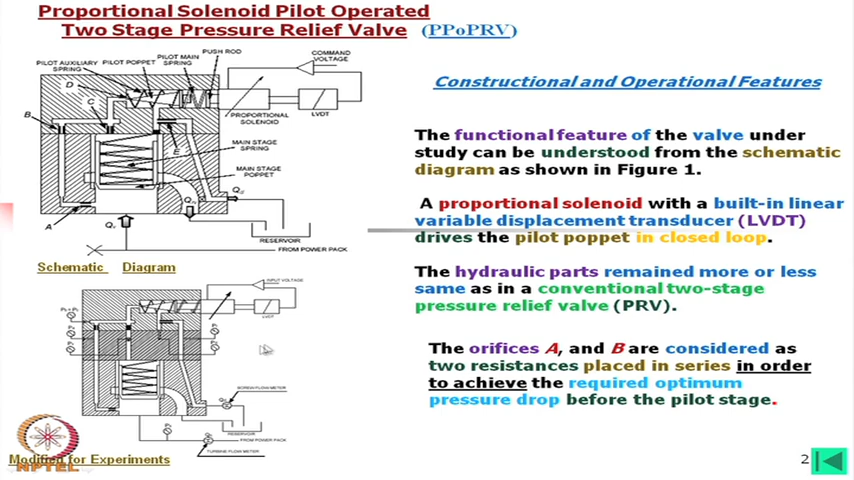 Proportional Solenoid Pilot Operated
Two Stage Pressure Relief Valve (PPoPRV)
PILOT AUXILIARY
SPRING
PILOT POPPET
PILOT MAIN
SPRING
PUSH ROD
COMMAND
VOLTAGE
D
B
C
PROPORTIONAL
SOLENOID
LVDT
E
MAIN STAGE
SPRING
MAIN STAGE
POPPET
A
RESERVOIR
FROM POWER PACK
Schematic Diagram
INPUT VOLTAGE
LVDT
SCREW FLOW METER
RESERVOIR
FROM POWER PACK
TURBINE FLOW METER
Modified for Experiments
NPTEL
Constructional and Operational Features
The functional feature of the valve under
study can be understood from the schematic
diagram as shown in Figure 1.
A proportional solenoid with a built-in linear
variable displacement transducer (LVDT)
drives the pilot poppet in closed loop.
The hydraulic parts remained more or less
same as in a conventional two-stage
pressure relief valve (PRV).
The orifices A, and B are considered as
two resistances placed in series in order
to achieve the required optimum
pressure drop before the pilot stage.
2